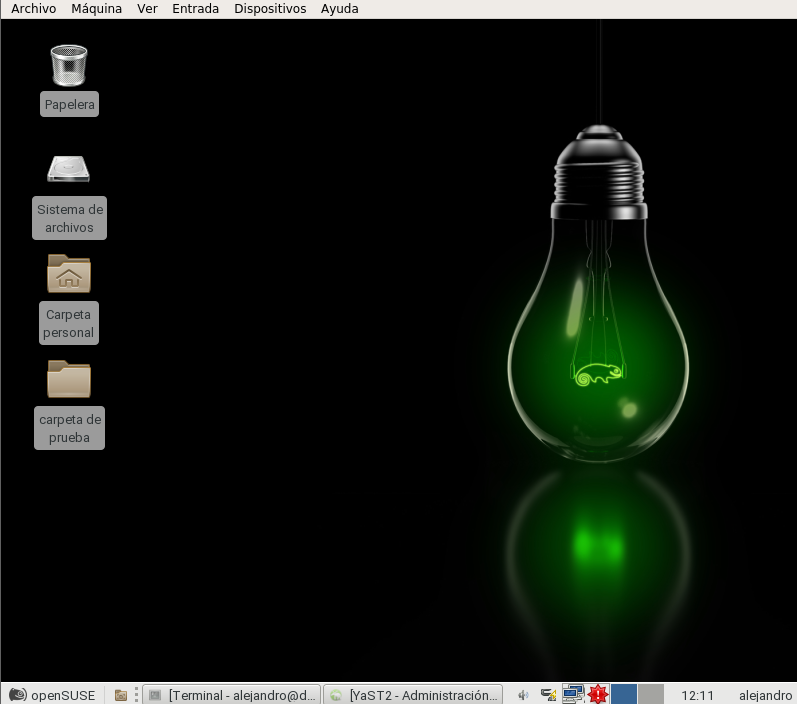 Archivo Máquina Ver Entrada Dispositivos Ayuda
Papelera
Sistema de
archivos
Carpeta
personal
carpeta de
prueba
openSUSE [Terminal - alejandro@d... [YaST2 - Administración... 12:11 alejandro